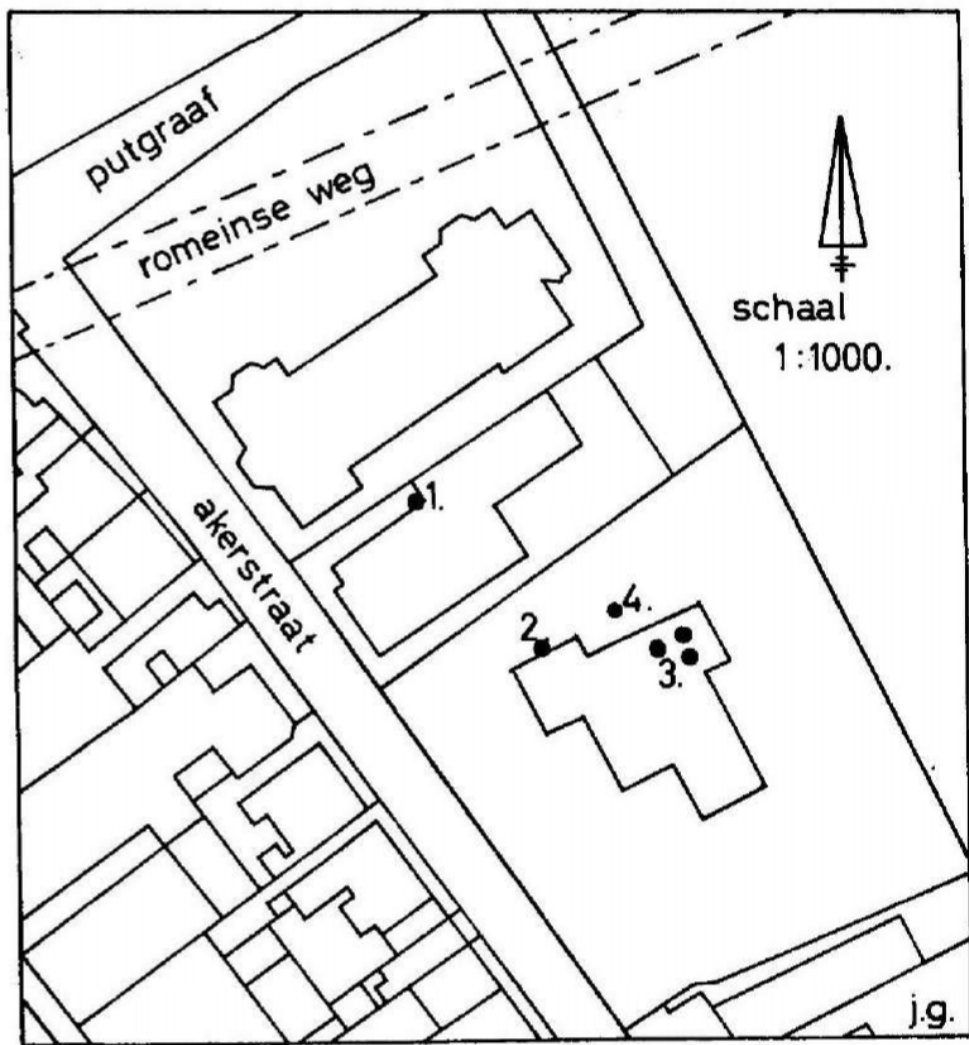 putgraaf
romeinse weg
schaal
1:1000.
akerstraat
1.
2
4.
3.
j.g.